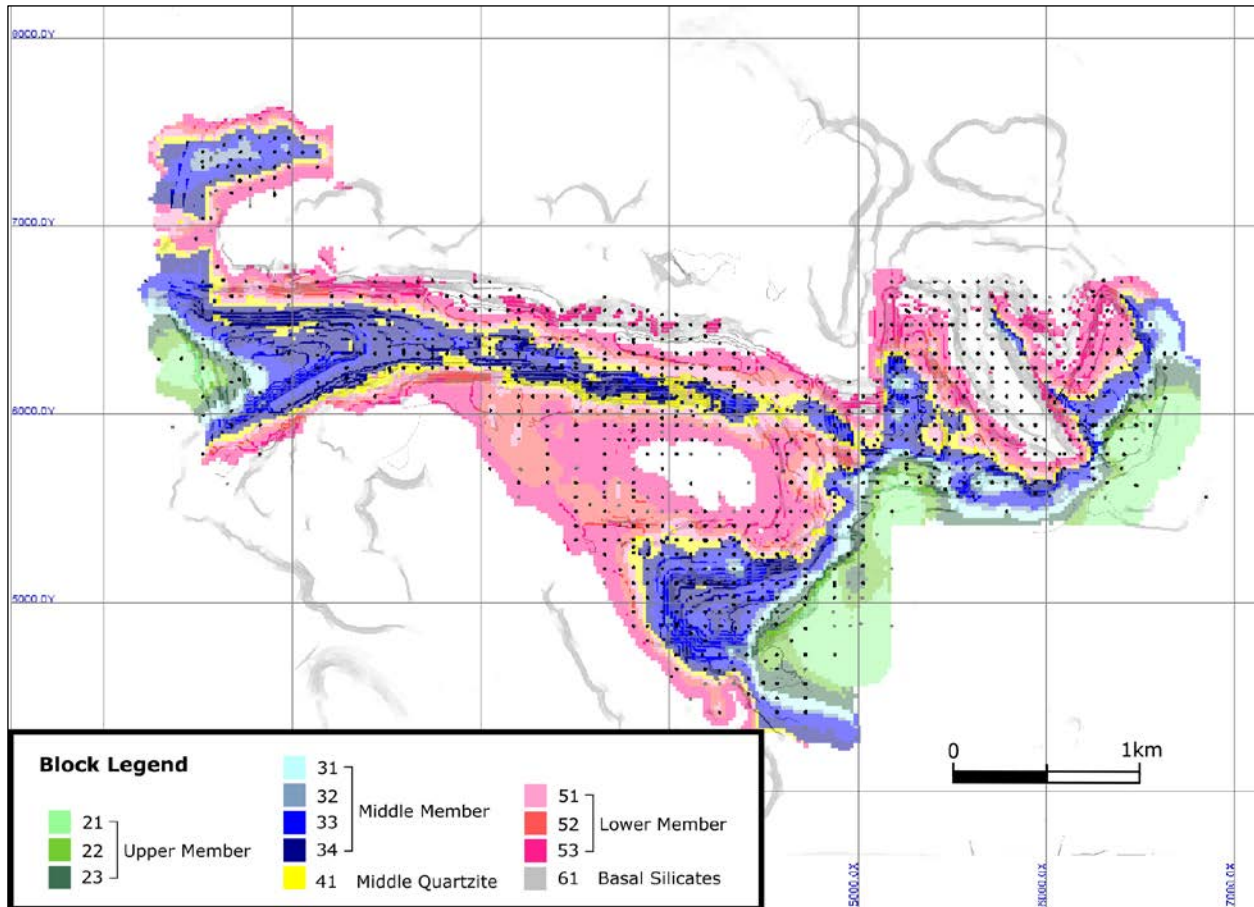 8000.0Y
7000.0Y
6000.0Y
5000.0Y
5000.0X
6000.0X
7000.0X
0 1km
Block Legend
21
22
23
Upper Member
31
32
33
34
Middle Member
41 Middle Quartzite
51
52
53
Lower Member
61 Basal Silicates